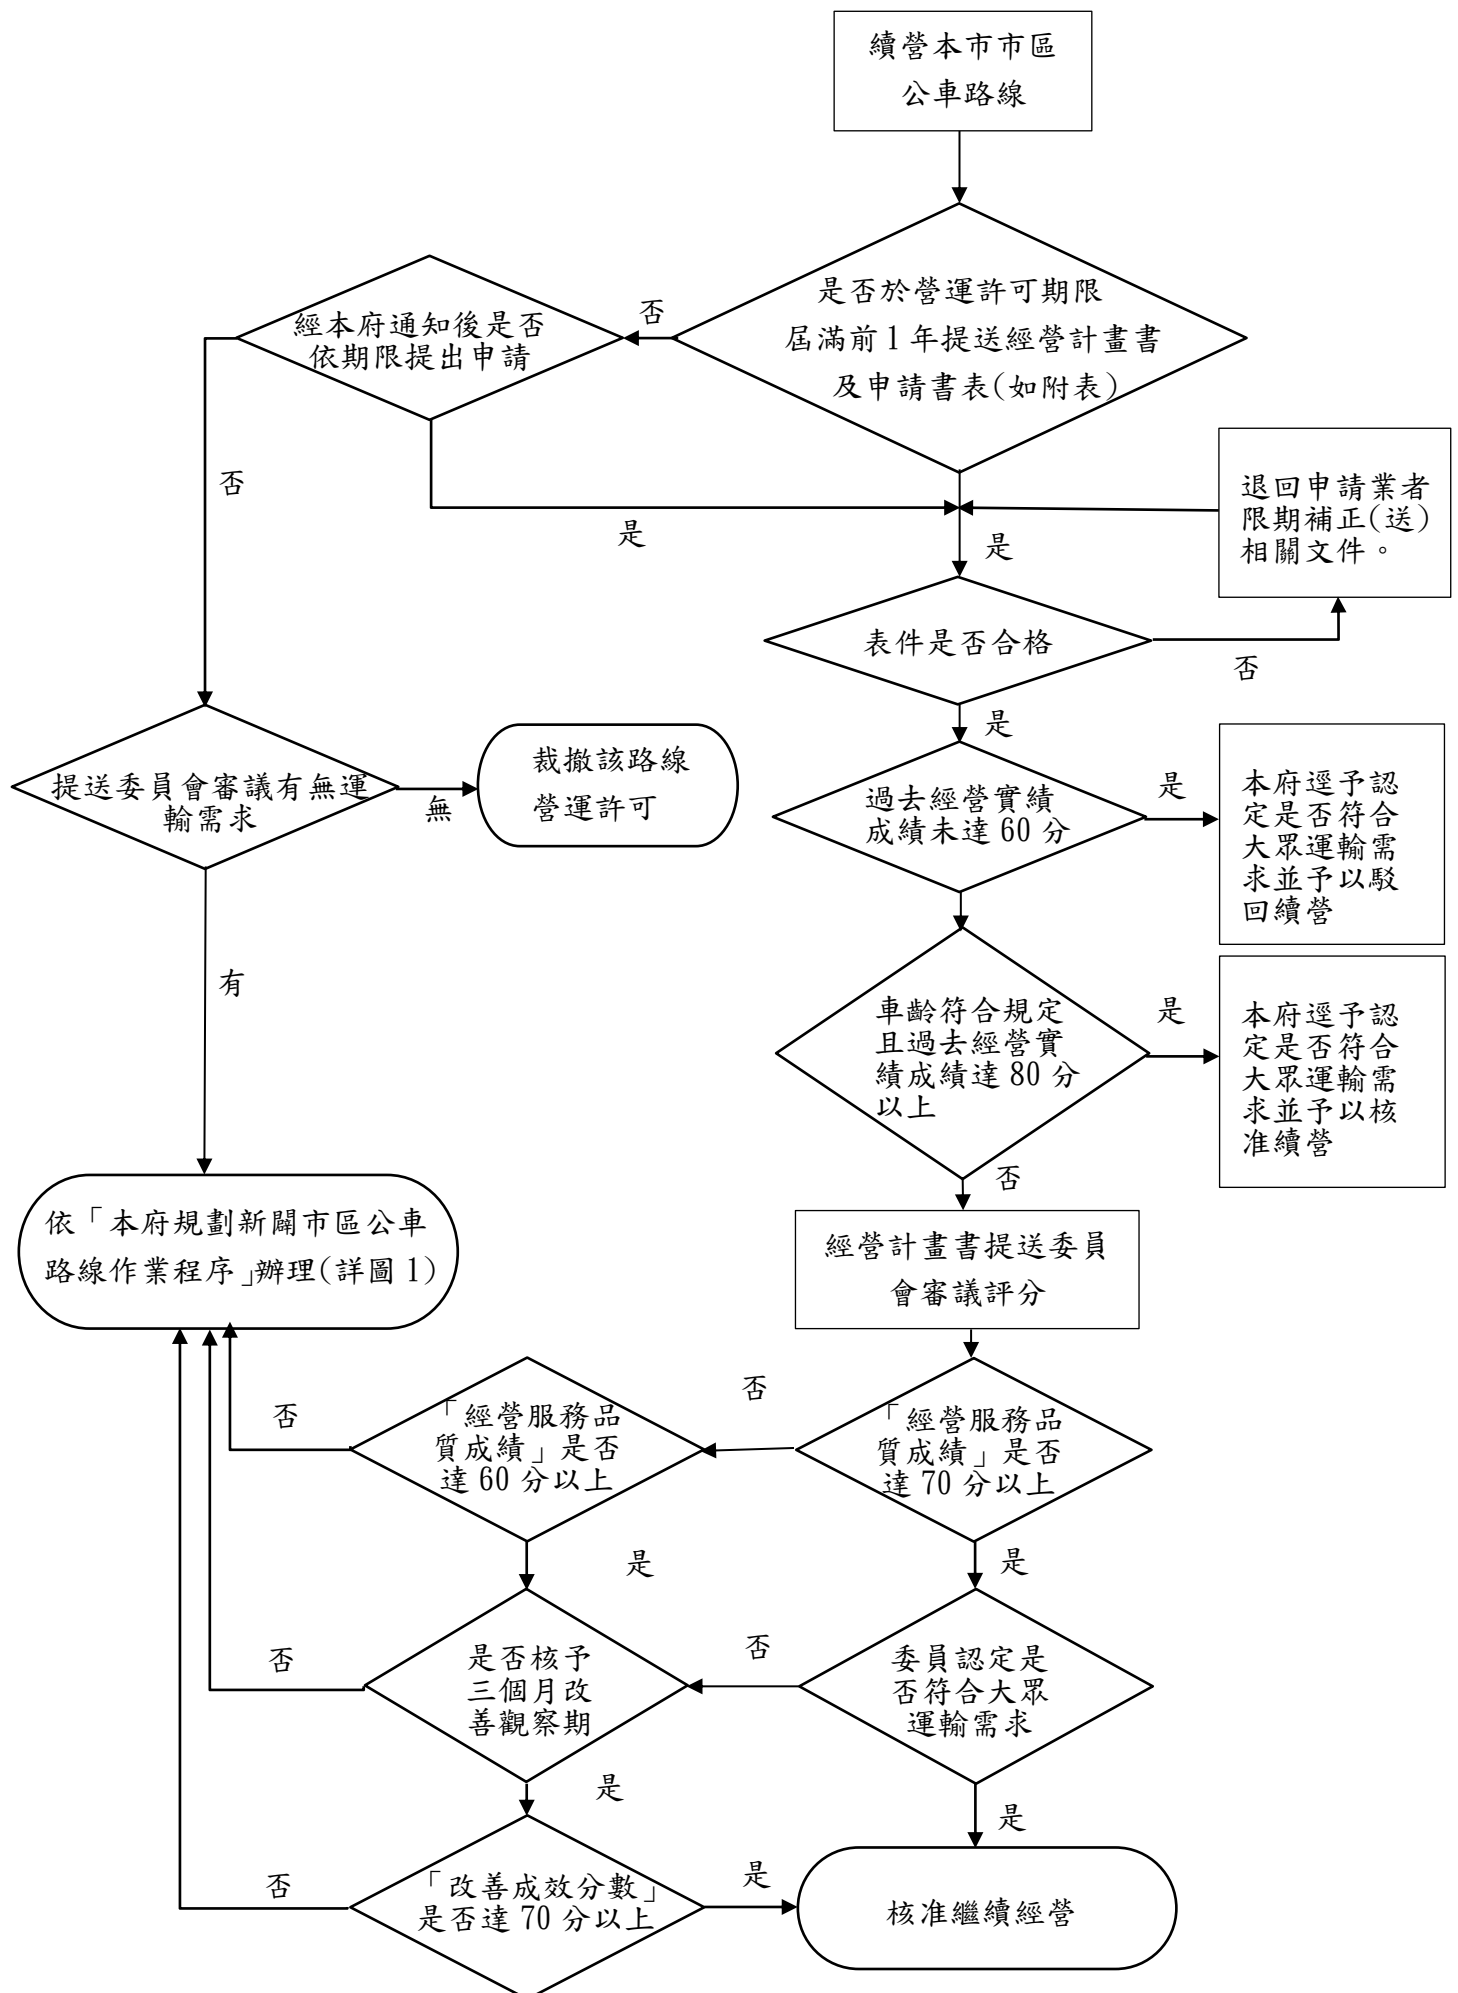 續營本市市區
公車路線
是否於營運許可期限
屆滿前1年提送經營計畫書
及申請書表(如附表)
否
經本府通知後是否
依期限提出申請
否
是
是
退回申請業者
限期補正(送)
相關文件。
表件是否合格
否
是
提送委員會審議有無運
輸需求
無
裁撤該路線
營運許可
過去經營實績
成績未達60分
是
本府逕予認
定是否符合
大眾運輸需
求並予以駁
回續營
有
車齡符合規定
且過去經營實
績成績達80分
以上
是
本府逕予認
定是否符合
大眾運輸需
求並予以核
准續營
否
依「本府規劃新闢市區公車
路線作業程序」辦理(詳圖1)
經營計畫書提送委員
會審議評分
「經營服務品
質成績」是否
達70分以上
否
「經營服務品
質成績」是否
達60分以上
否
是
是
委員認定是
否符合大眾
運輸需求
否
是否核予
三個月改
善觀察期
否
是
是
「改善成效分數」
是否達70分以上
否
是
核准繼續經營